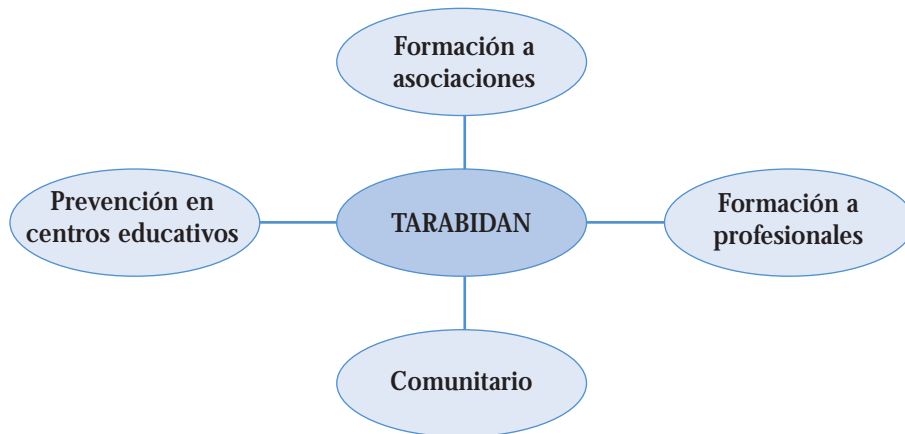 Formación a
asociaciones
Prevención en
centros educativos
TARABIDAN
Formación a
profesionales
Comunitario